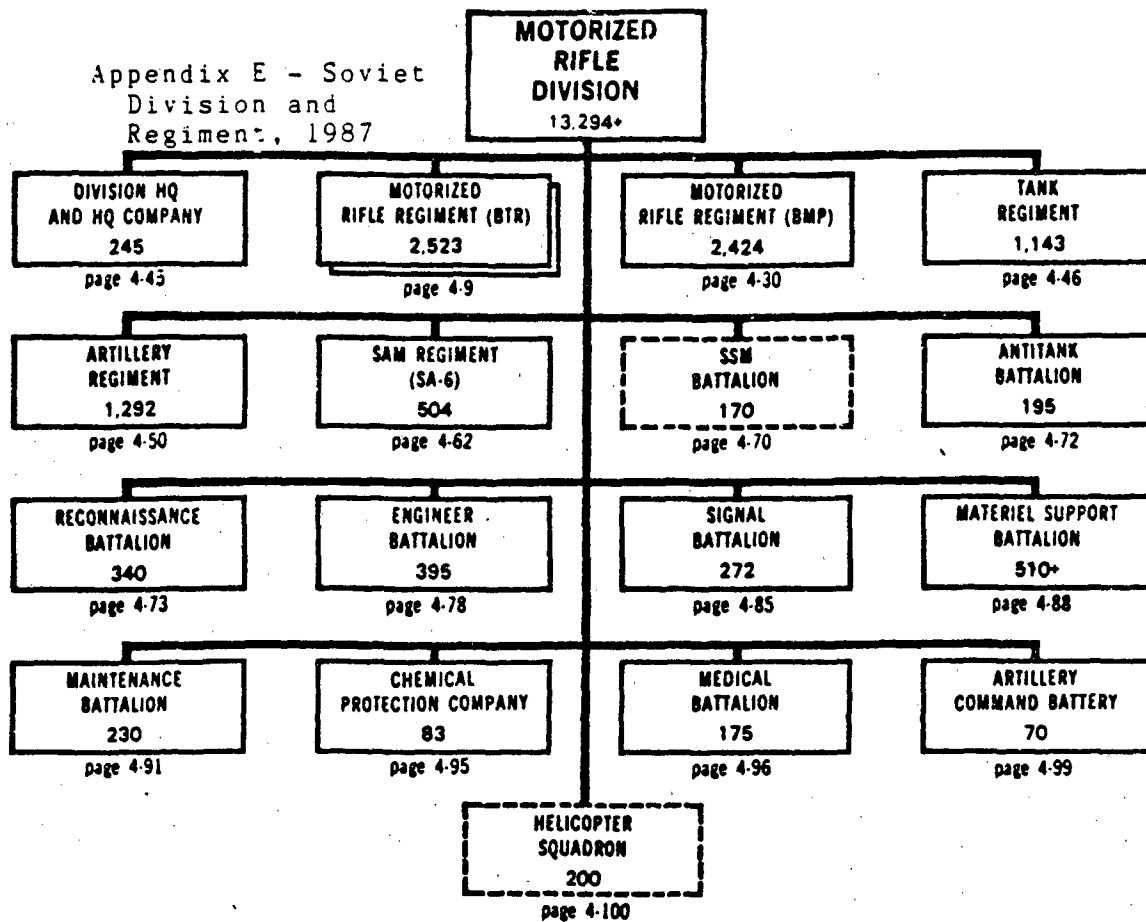 MOTORIZED
RIFLE
DIVISION
13,294+
Appendix E - Soviet
Division and
Regiment, 1987
DIVISION HQ
AND HQ COMPANY
245
page 4-45
MOTORIZED
RIFLE REGIMENT (BTR)
2,523
page 4-9
MOTORIZED
RIFLE REGIMENT (BMP)
2,424
page 4-30
TANK
REGIMENT
1,143
page 4-46
ARTILLERY
REGIMENT
1,292
page 4-50
SAM REGIMENT
(SA-6)
504
page 4-62
SSM
BATTALION
170
page 4-70
ANTITANK
BATTALION
195
page 4-72
RECONNAISSANCE
BATTALION
340
page 4-73
ENGINEER
BATTALION
395
page 4-78
SIGNAL
BATTALION
272
page 4-85
MATERIEL SUPPORT
BATTALION
510+
page 4-88
MAINTENANCE
BATTALION
230
page 4-91
CHEMICAL
PROTECTION COMPANY
83
page 4-95
MEDICAL
BATTALION
175
page 4-96
ARTILLERY
COMMAND BATTERY
70
page 4-99
HELICOPTER
SQUADRON
200
page 4-100